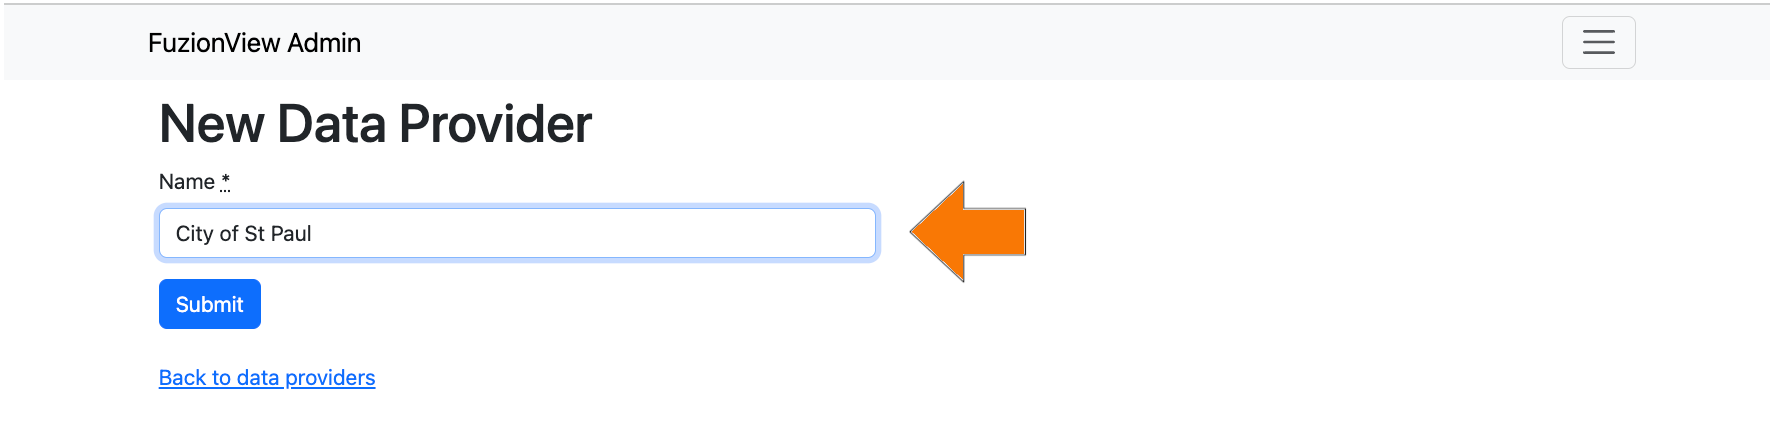 FuzionView Admin
New Data Provider
Name *
City of St Paul
Submit
Back to data providers